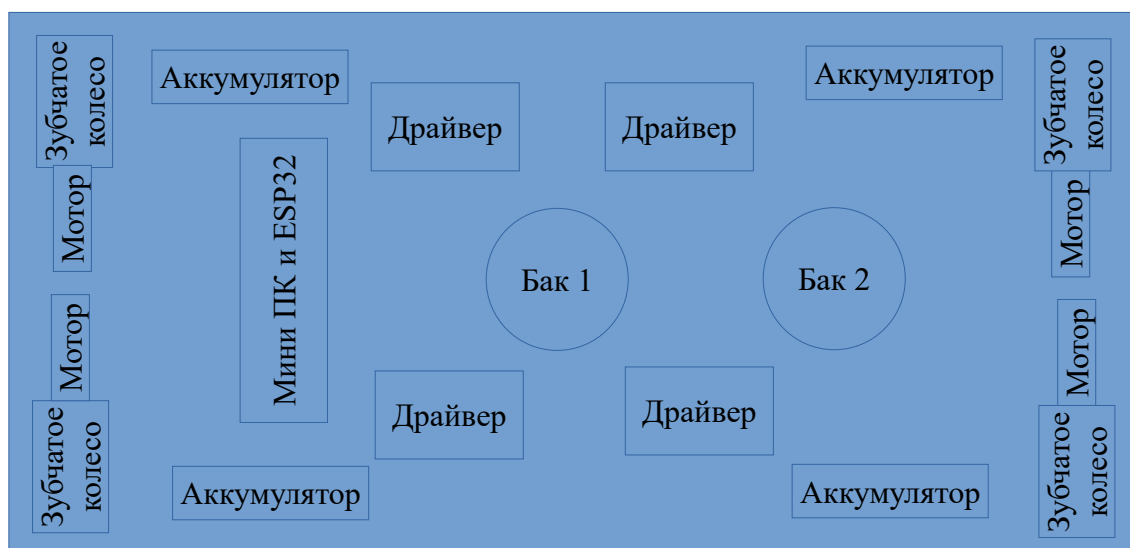 Зубчатое
колесо
Аккумулятор
Драйвер
Драйвер
Аккумулятор
Зубчатое
колесо
Мотор
Мини ПК и ESP32
Мотор
Бак 1
Бак 2
Мотор
Мотор
Зубчатое
колесо
Драйвер
Драйвер
Зубчатое
колесо
Аккумулятор
Аккумулятор